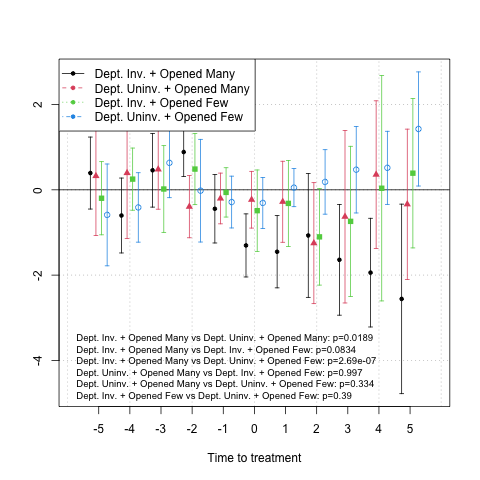 Dept. Inv. + Opened Many
Dept. Uninv. + Opened Many
Dept. Inv. + Opened Few
Dept. Uninv. + Opened Few
2
0
-2
-4
Dept. Inv. + Opened Many vs Dept. Uninv. + Opened Many: p=0.0189
Dept. Inv. + Opened Many vs Dept. Inv. + Opened Few: p=0.0834
Dept. Inv. + Opened Many vs Dept. Uninv. + Opened Few: p=2.69e-07
Dept. Uninv. + Opened Many vs Dept. Inv. + Opened Few: p=0.997
Dept. Uninv. + Opened Many vs Dept. Uninv. + Opened Few: p=0.334
Dept. Inv. + Opened Few vs Dept. Uninv. + Opened Few: p=0.39
-5 -4 -3 -2 -1 0 1 2 3 4 5
Time to treatment